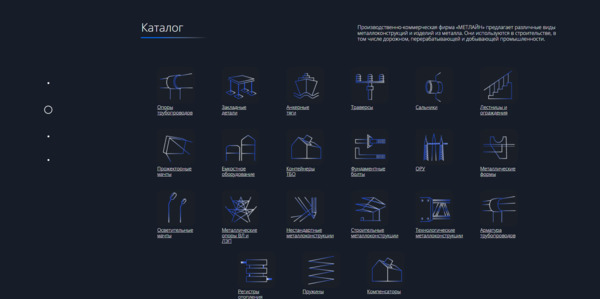 Каталог
Производственно-коммерческая фирма «МЕТЛАЙН» предлагает различные виды
металлоконструкций и изделий из металла. Они используются в строительстве, в
том числе дорожном, перерабатывающей и добывающей промышленности.
Опоры
трубопроводов
Закладные
детали
Анкерные
тяги
Траверсы
Сальники
Лестницы и
ограждения
Прожекторные
мачты
Емкостное
оборудование
Контейнеры
ТБО
Фундаментные
болты
ОРУ
Металлические
формы
Осветительные
мачты
Металлические
опоры ВЛ и
ЛЭП
Нестандартные
металлоконструкции
Строительные
металлоконструкции
Технологические
металлоконструкции
Арматура
трубопроводов
Регистры
отопления
Пружины
Компенсаторы